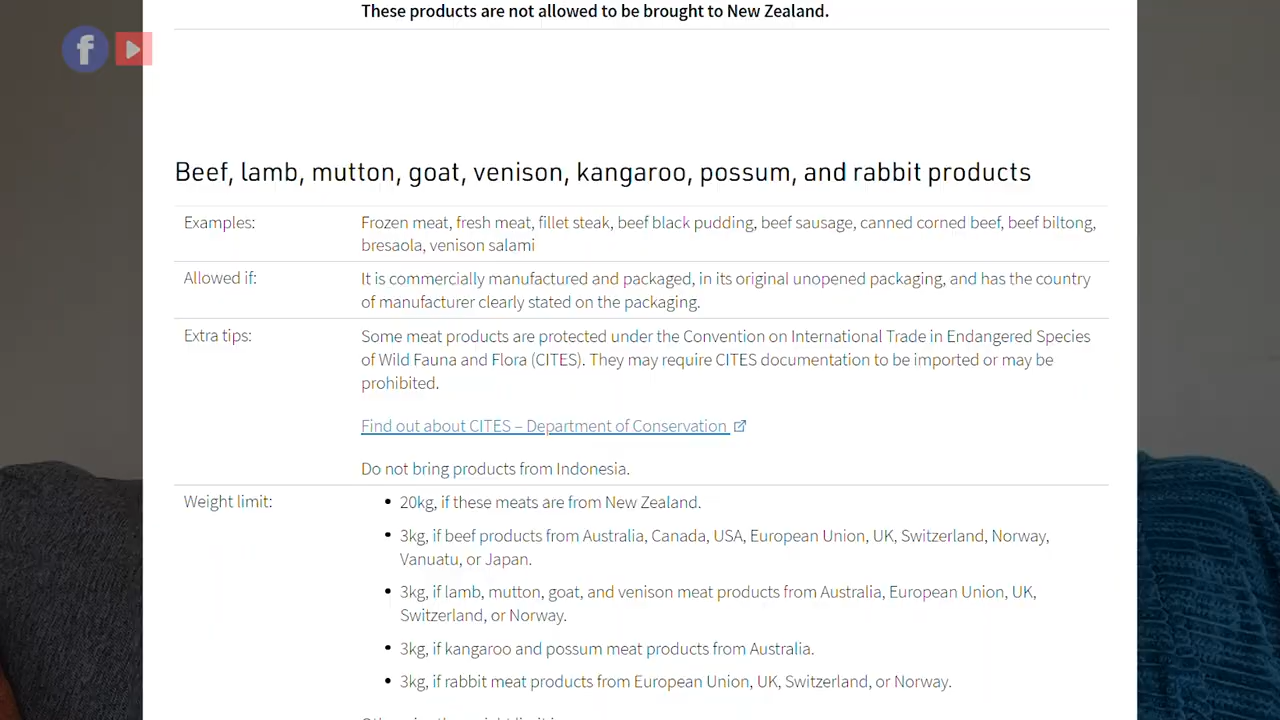 These products are not allowed to be brought to New Zealand.
Beef, lamb, mutton, goat, venison, kangaroo, possum, and rabbit products
Examples:
Frozen meat, fresh meat, fillet steak, beef black pudding, beef sausage, canned corned beef, beef biltong,
bresaola, venison salami
Allowed if:
It is commercially manufactured and packaged, in its original unopened packaging, and has the country
of manufacturer clearly stated on the packaging.
Extra tips:
Some meat products are protected under the Convention on International Trade in Endangered Species
of Wild Fauna and Flora (CITES). They may require CITES documentation to be imported or may be
prohibited.
Find out about CITES – Department of Conservation
Do not bring products from Indonesia.
Weight limit:
• 20kg, if these meats are from New Zealand.
• 3kg, if beef products from Australia, Canada, USA, European Union, UK, Switzerland, Norway,
Vanuatu, or Japan.
• 3kg, if lamb, mutton, goat, and venison meat products from Australia, European Union, UK,
Switzerland, or Norway.
• 3kg, if kangaroo and possum meat products from Australia.
• 3kg, if rabbit meat products from European Union, UK, Switzerland, or Norway.